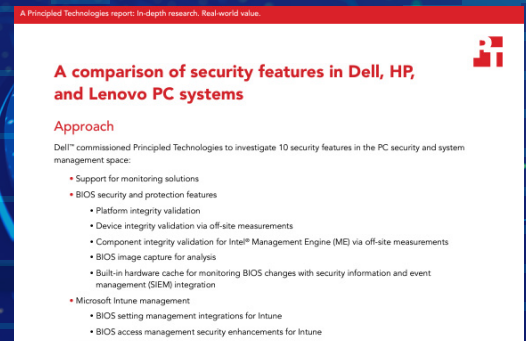 A Principled Technologies report: In-depth research. Real-world value.
A comparison of security features in Dell, HP,
and Lenovo PC systems
Approach
Dell™ commissioned Principled Technologies to investigate 10 security features in the PC security and system
management space:
• Support for monitoring solutions
• BIOS security and protection features
• Platform integrity validation
• Device integrity validation via off-site measurements
• Component integrity validation for Intel® Management Engine (ME) via off-site measurements
• BIOS image capture for analysis
• Built-in hardware cache for monitoring BIOS changes with security information and event
management (SIEM) integration
• Microsoft Intune management
• BIOS setting management integrations for Intune
• BIOS access management security enhancements for Intune